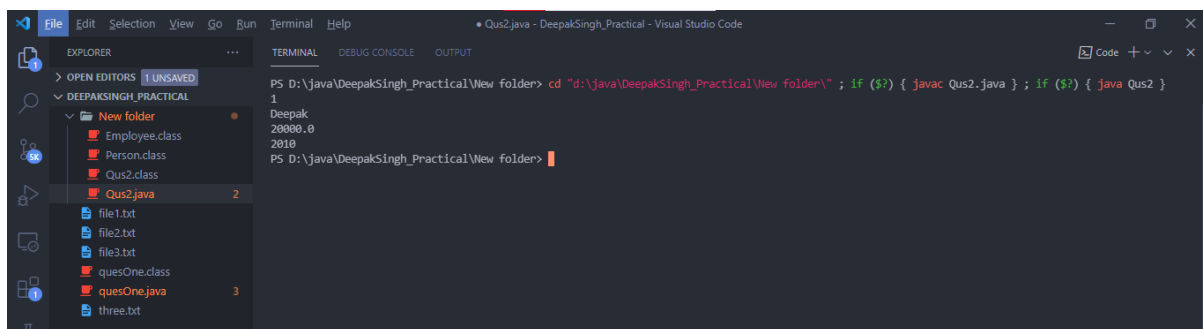 File Edit Selection View Go Run Terminal Help ● Qus2.java - DeepakSingh_Practical - Visual Studio Code
EXPLORER ...
TERMINAL DEBUG CONSOLE OUTPUT
Code
> OPEN EDITORS 1 UNSAVED
DEEPAKSINGH_PRACTICAL
New folder
Employee.class
Person.class
Qus2.class
Qus2.java 2
file1.txt
file2.txt
file3.txt
quesOne.class
quesOne.java 3
three.txt
1
5K
1
PS D:\java\DeepakSingh_Practical\New folder> cd "d:\java\DeepakSingh_Practical\New folder\" ; if ($?) { javac Qus2.java } ; if ($?) { java Qus2 }
1
Deepak
20000.0
2010
PS D:\java\DeepakSingh_Practical\New folder>